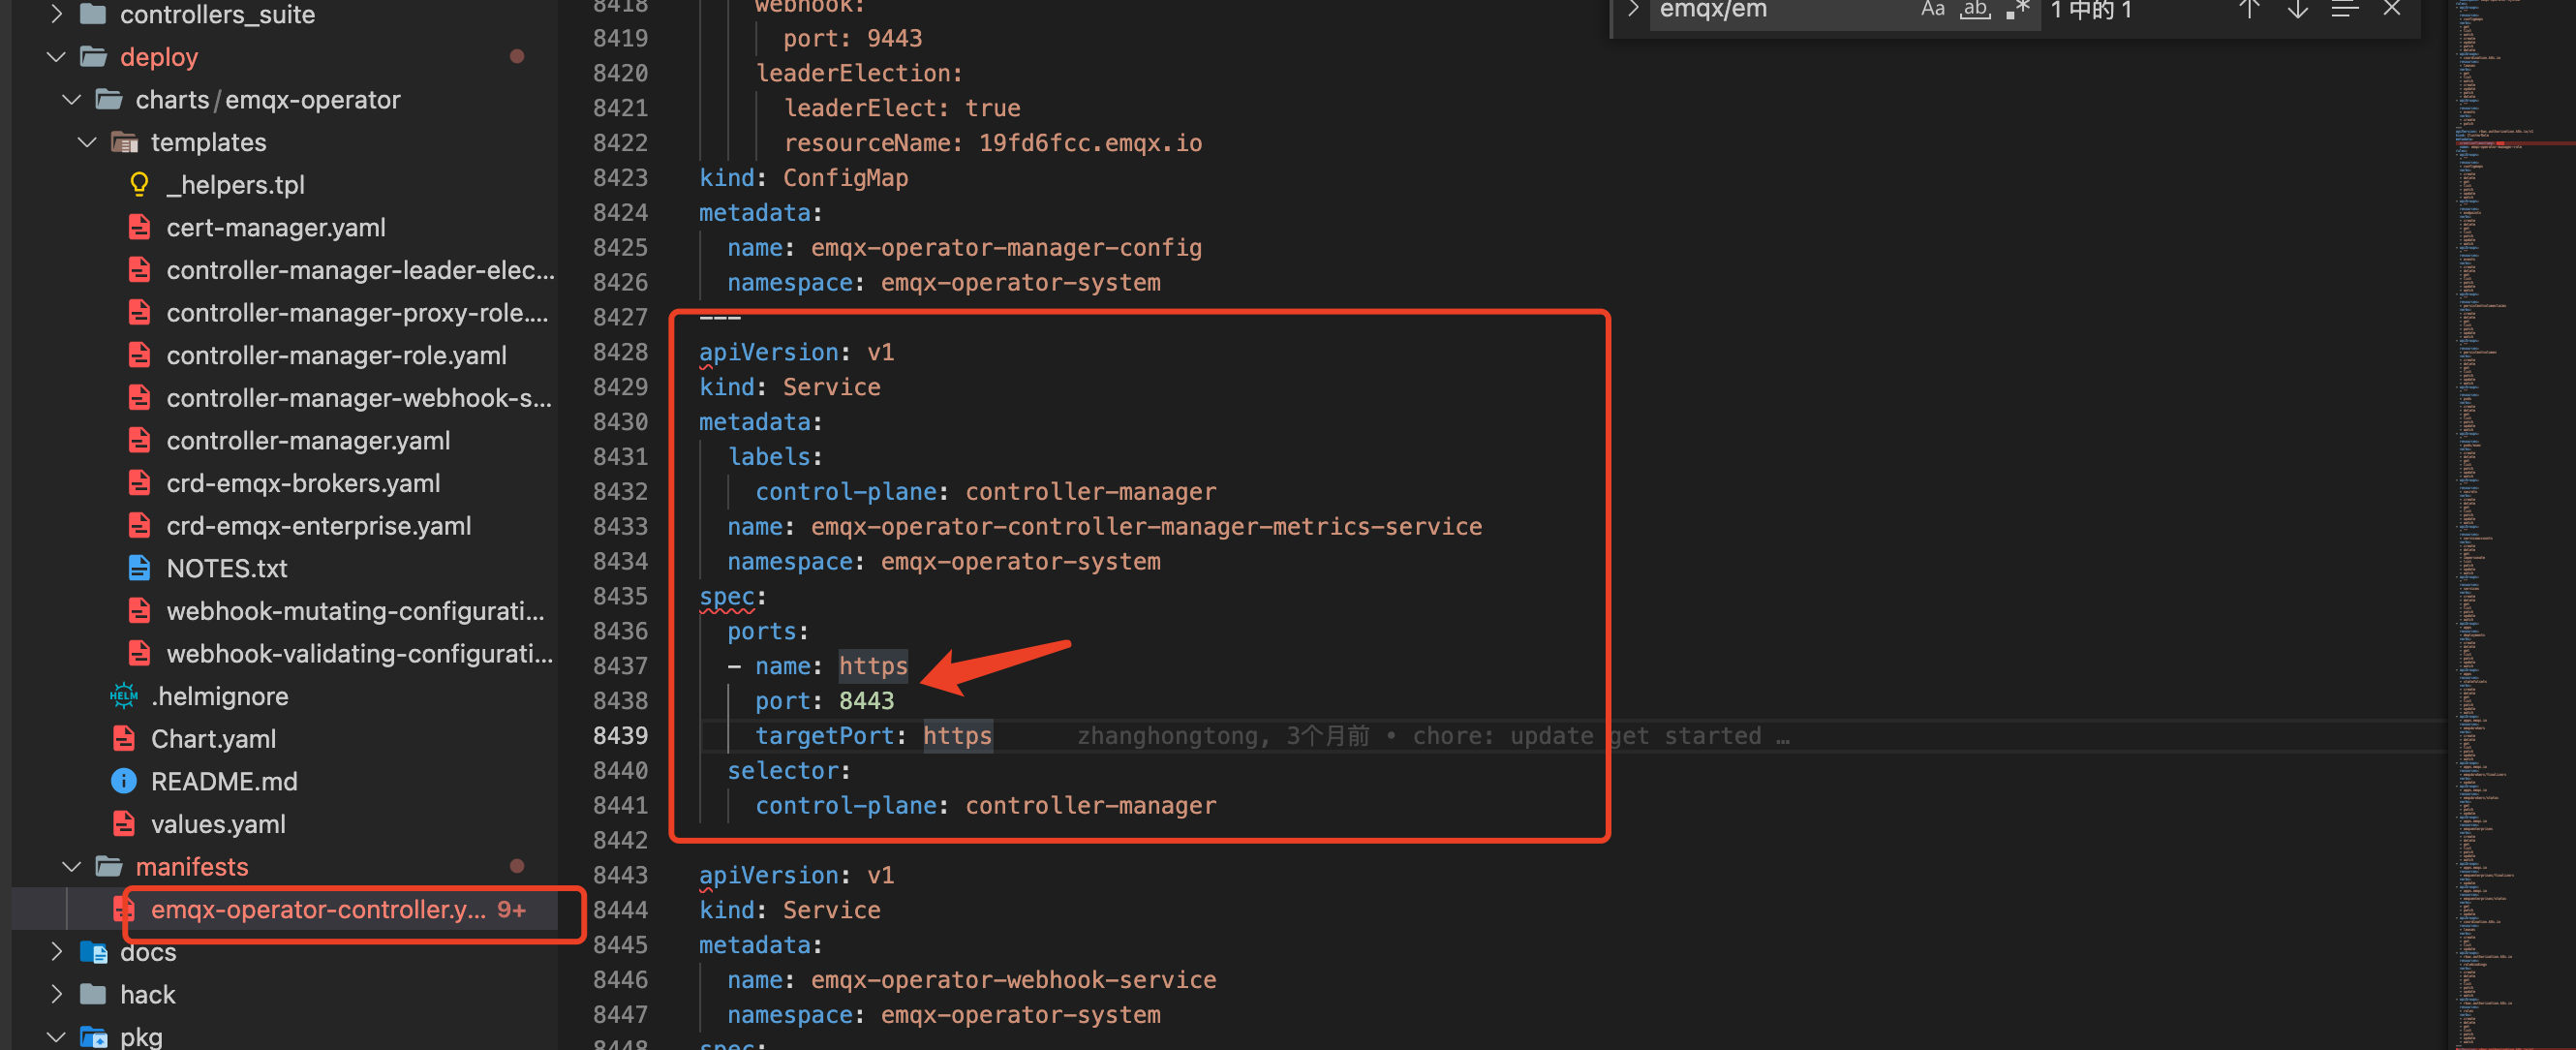 controllers_suite
deploy
charts/emqx-operator
templates
_helpers.tpl
cert-manager.yaml
controller-manager-leader-elec...
controller-manager-proxy-role....
controller-manager-role.yaml
controller-manager-webhook-s...
controller-manager.yaml
crd-emqx-brokers.yaml
crd-emqx-enterprise.yaml
NOTES.txt
webhook-mutating-configurati...
webhook-validating-configurati...
HELM .helmignore
Chart.yaml
README.md
values.yaml
manifests
emqx-operator-controller.y... 9+
docs
hack
pkg
8418 webhook:
8419 port: 9443
8420 leaderElection:
8421 leaderElect: true
8422 resourceName: 19fd6fcc.emqx.io
8423 kind: ConfigMap
8424 metadata:
8425 name: emqx-operator-manager-config
8426 namespace: emqx-operator-system
8427 ---
8428 apiVersion: v1
8429 kind: Service
8430 metadata:
8431 labels:
8432 control-plane: controller-manager
8433 name: emqx-operator-controller-manager-metrics-service
8434 namespace: emqx-operator-system
8435 spec:
8436 ports:
8437 - name: https
8438 port: 8443
8439 targetPort: https zhanghongtong, 3个月前 • chore: update get started …
8440 selector:
8441 control-plane: controller-manager
8442
8443 apiVersion: v1
8444 kind: Service
8445 metadata:
8446 name: emqx-operator-webhook-service
8447 namespace: emqx-operator-system
8448 spec:
emqx/em Aa ab .* 1 中的 1